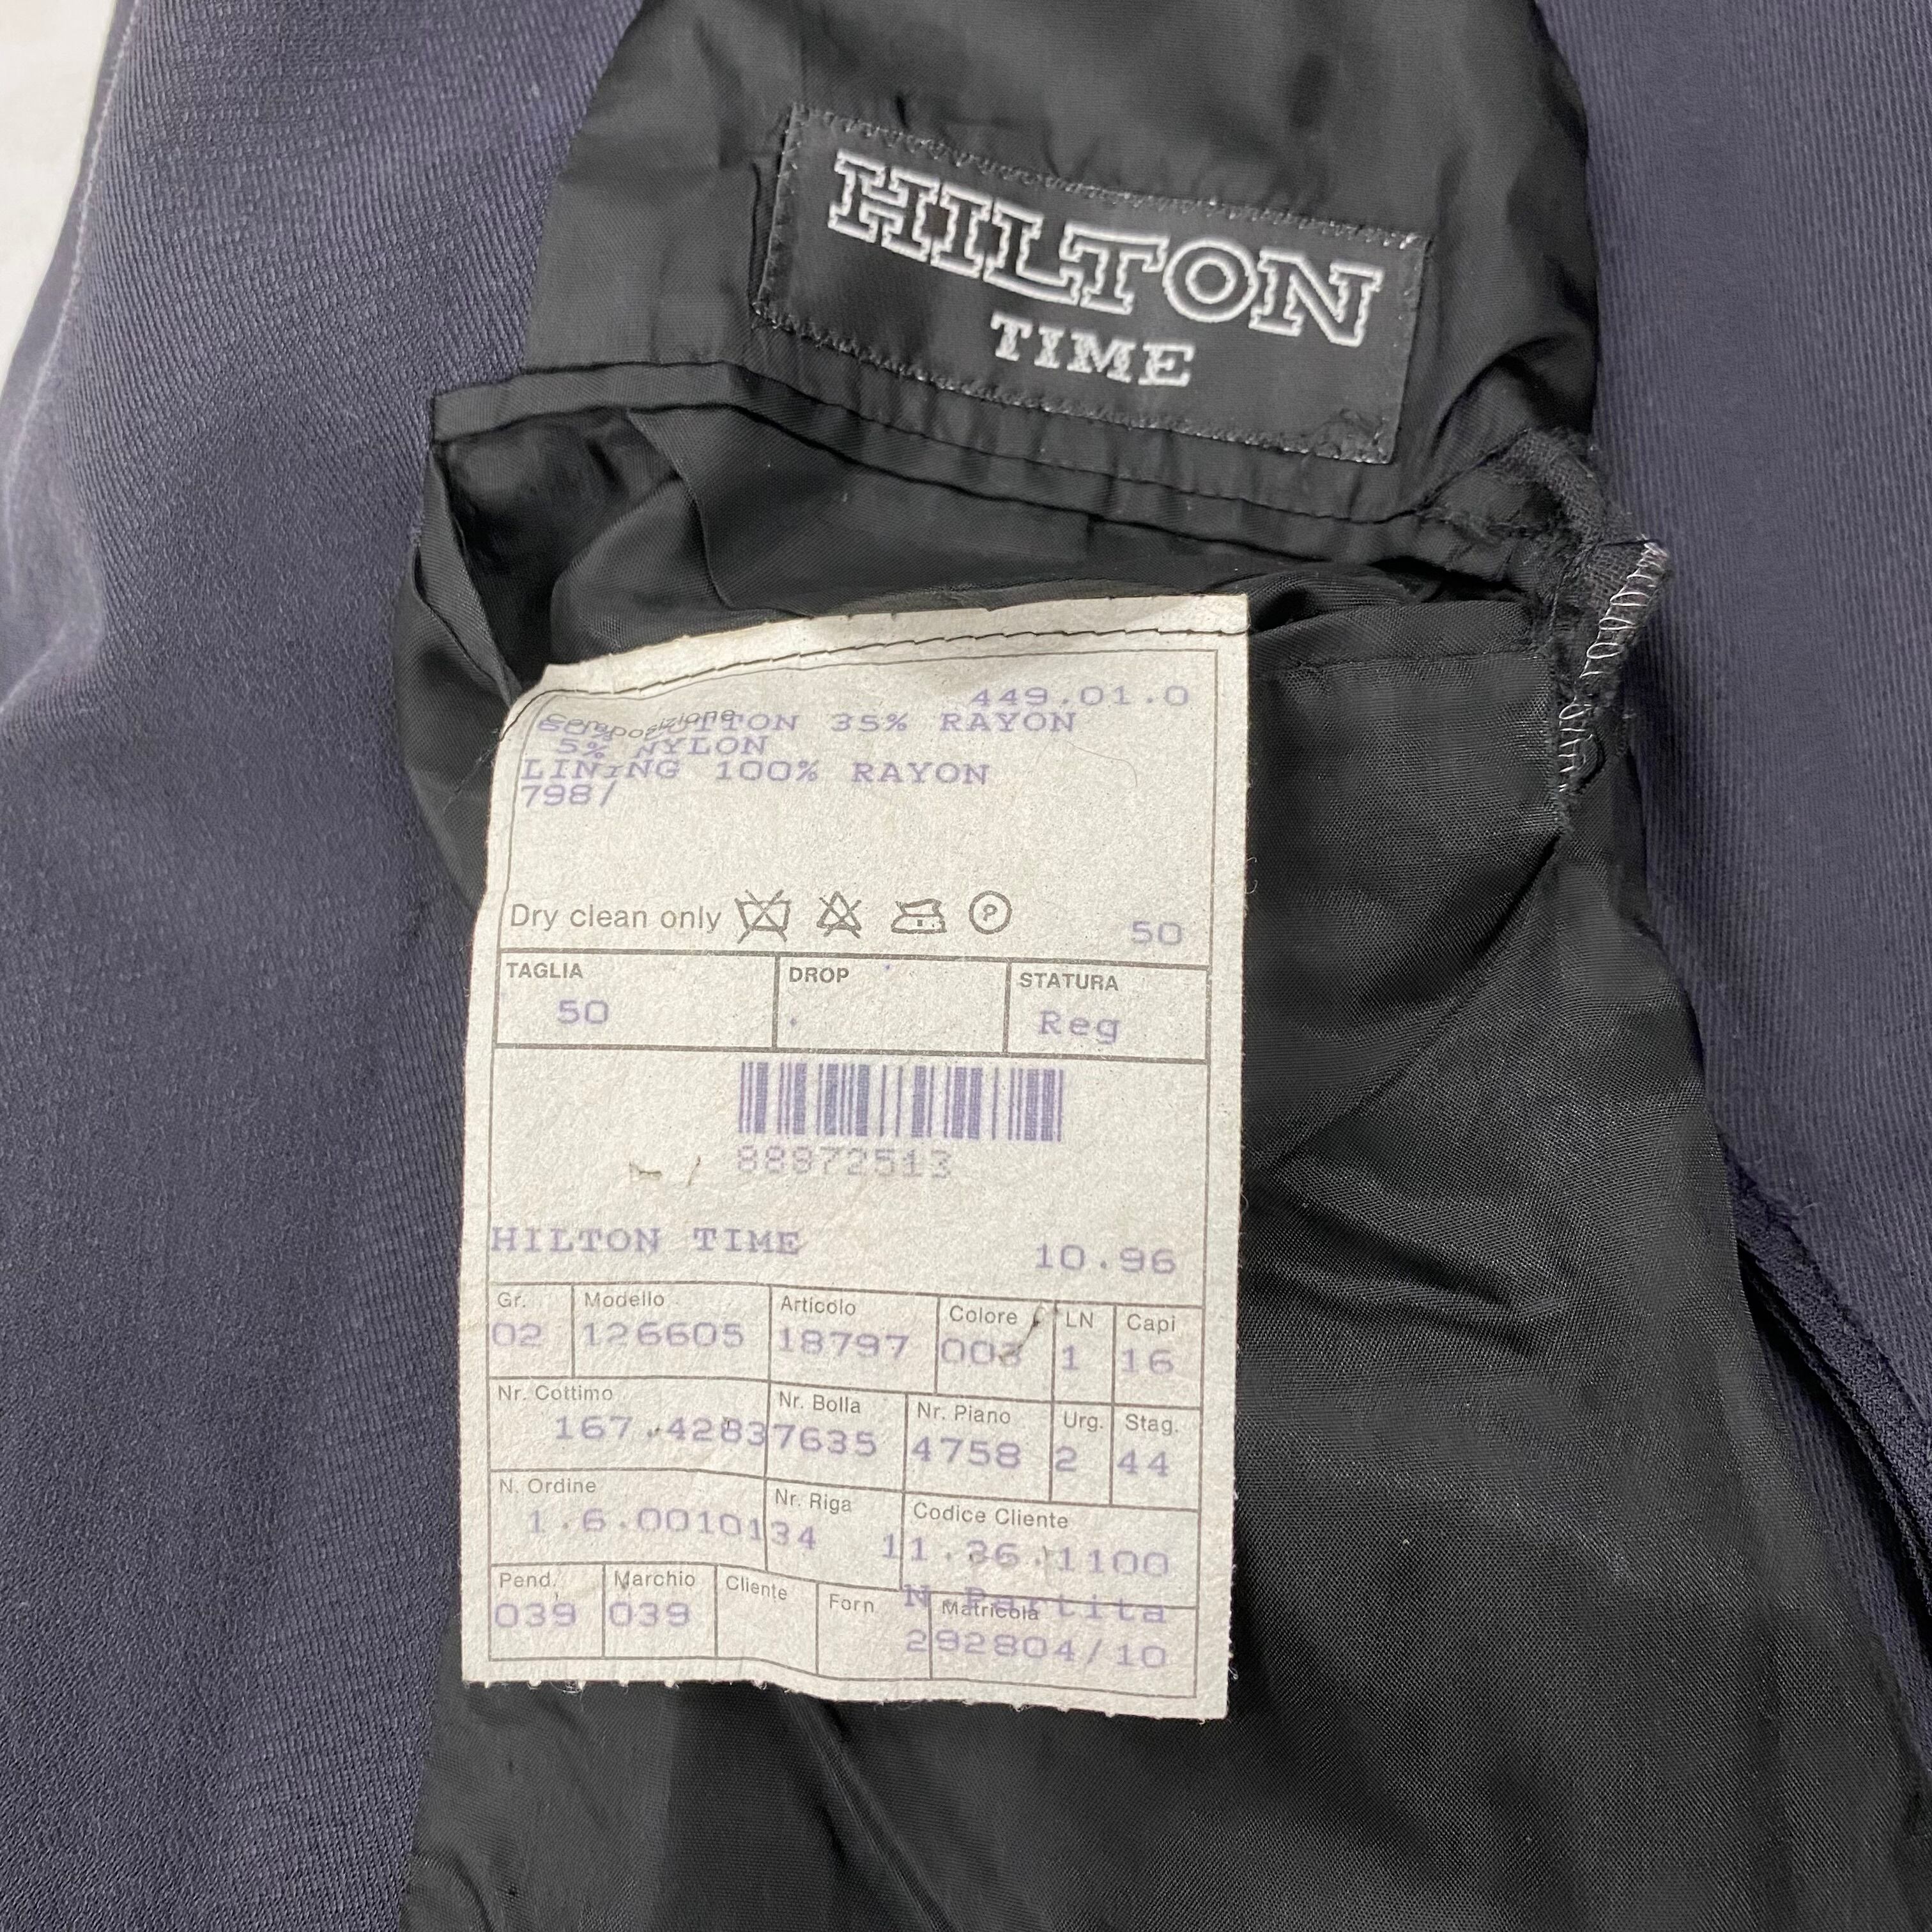 HILTON
TIME
449.01.0
Composizione
60% COTTON 35% RAYON
5% NYLON
LINING 100% RAYON
798/
Dry clean only P 50
TAGLIA DROP STATURA
50 Reg
88972513
HILTON TIME 10.96
Gr. Modello Articolo Colore LN Capi
02 126605 18797 003 1 16
Nr. Cottimo Nr. Bolla Nr. Piano Urg. Stag.
167.42837635 4758 2 44
N. Ordine Nr. Riga Codice Cliente
1.6.0010134 11.36.1100
Pend. Marchio Cliente Forn N.Partita Matricola
039 039 292804/10